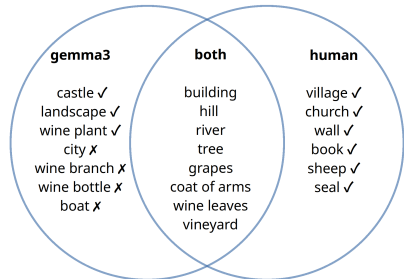 gemma3
castle ✓
landscape ✓
wine plant ✓
city ✗
wine branch ✗
wine bottle ✗
boat ✗
both
building
hill
river
tree
grapes
coat of arms
wine leaves
vineyard
human
village ✓
church ✓
wall ✓
book ✓
sheep ✓
seal ✓